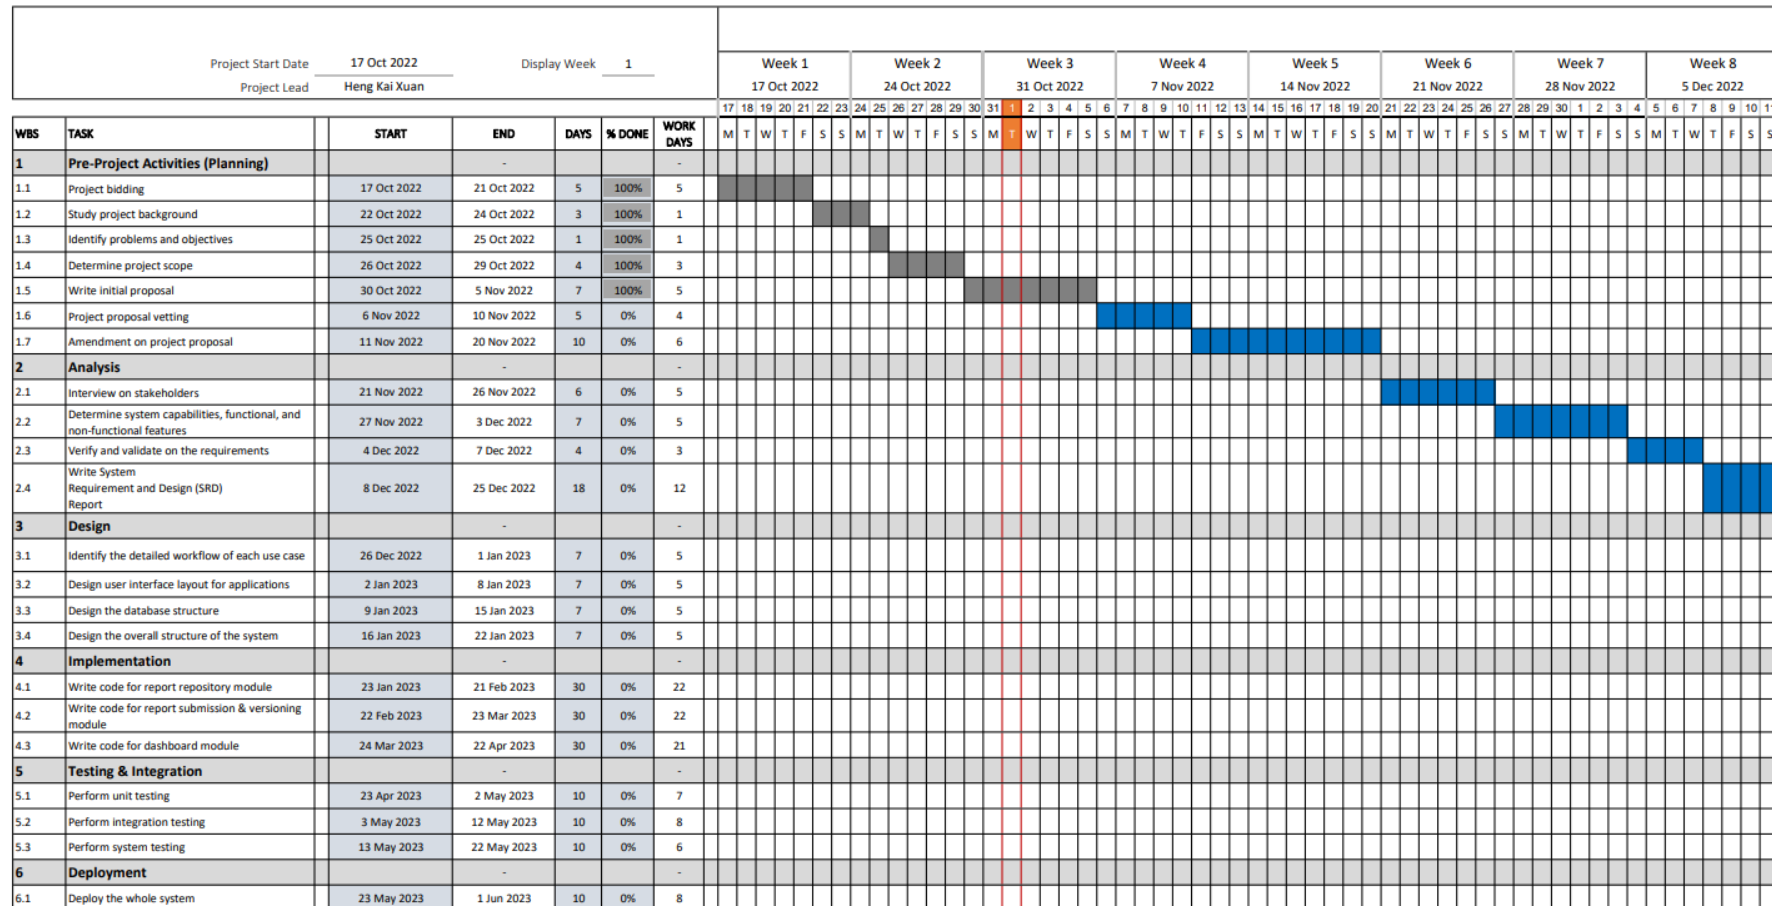 Project Start Date 17 Oct 2022 Display Week 1
Project Lead Heng Kai Xuan
Week 1 Week 2 Week 3 Week 4 Week 5 Week 6 Week 7 Week 8
17 Oct 2022 24 Oct 2022 31 Oct 2022 7 Nov 2022 14 Nov 2022 21 Nov 2022 28 Nov 2022 5 Dec 2022
17 18 19 20 21 22 23 24 25 26 27 28 29 30 31 1 2 3 4 5 6 7 8 9 10 11 12 13 14 15 16 17 18 19 20 21 22 23 24 25 26 27 28 29 30 1 2 3 4 5 6 7 8 9 10
WBS TASK START END DAYS % DONE WORK DAYS M T W T F S S M T W T F S S M T W T F S S M T W T F S S M T W T F S S M T W T F S S M T W T F S S M T W T F S S
1 Pre-Project Activities (Planning) - -
1.1 Project bidding 17 Oct 2022 21 Oct 2022 5 100% 5
1.2 Study project background 22 Oct 2022 24 Oct 2022 3 100% 1
1.3 Identify problems and objectives 25 Oct 2022 25 Oct 2022 1 100% 1
1.4 Determine project scope 26 Oct 2022 29 Oct 2022 4 100% 3
1.5 Write initial proposal 30 Oct 2022 5 Nov 2022 7 100% 5
1.6 Project proposal vetting 6 Nov 2022 10 Nov 2022 5 0% 4
1.7 Amendment on project proposal 11 Nov 2022 20 Nov 2022 10 0% 6
2 Analysis - -
2.1 Interview on stakeholders 21 Nov 2022 26 Nov 2022 6 0% 5
2.2 Determine system capabilities, functional, and
non-functional features 27 Nov 2022 3 Dec 2022 7 0% 5
2.3 Verify and validate on the requirements 4 Dec 2022 7 Dec 2022 4 0% 3
Write System
2.4 Requirement and Design (SRD) 8 Dec 2022 25 Dec 2022 18 0% 12
Report
3 Design - -
3.1 Identify the detailed workflow of each use case 26 Dec 2022 1 Jan 2023 7 0% 5
3.2 Design user interface layout for applications 2 Jan 2023 8 Jan 2023 7 0% 5
3.3 Design the database structure 9 Jan 2023 15 Jan 2023 7 0% 5
3.4 Design the overall structure of the system 16 Jan 2023 22 Jan 2023 7 0% 5
4 Implementation - -
4.1 Write code for report repository module 23 Jan 2023 21 Feb 2023 30 0% 22
4.2 Write code for report submission & versioning
module 22 Feb 2023 23 Mar 2023 30 0% 22
4.3 Write code for dashboard module 24 Mar 2023 22 Apr 2023 30 0% 21
5 Testing & Integration - -
5.1 Perform unit testing 23 Apr 2023 2 May 2023 10 0% 7
5.2 Perform integration testing 3 May 2023 12 May 2023 10 0% 8
5.3 Perform system testing 13 May 2023 22 May 2023 10 0% 6
6 Deployment - -
6.1 Deploy the whole system 23 May 2023 1 Jun 2023 10 0% 8